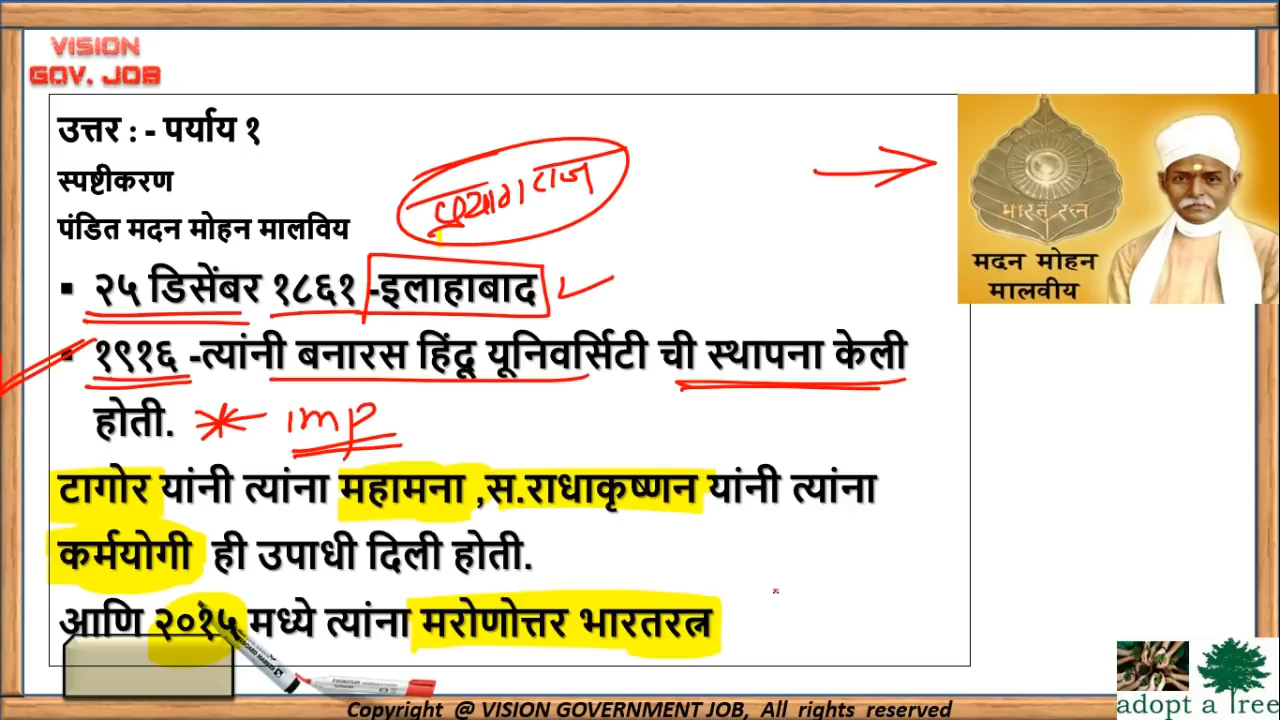 VISION
GOV. JOB
उत्तर : - पर्याय १
स्पष्टीकरण
पंडित मदन मोहन मालविय
प्रयागराज
▪ २५ डिसेंबर १८६१ -इलाहाबाद
▪ १९१६ -त्यांनी बनारस हिंदू यूनिवर्सिटी ची स्थापना केली
होती.
imp
टागोर यांनी त्यांना महामना ,स.राधाकृष्णन यांनी त्यांना
कर्मयोगी ही उपाधी दिली होती.
आणि २०१५ मध्ये त्यांना मरोणोत्तर भारतरत्न
भारत रत्न
मदन मोहन
मालवीय
adopt a Tree
Copyright @ VISION GOVERNMENT JOB, All rights reserved